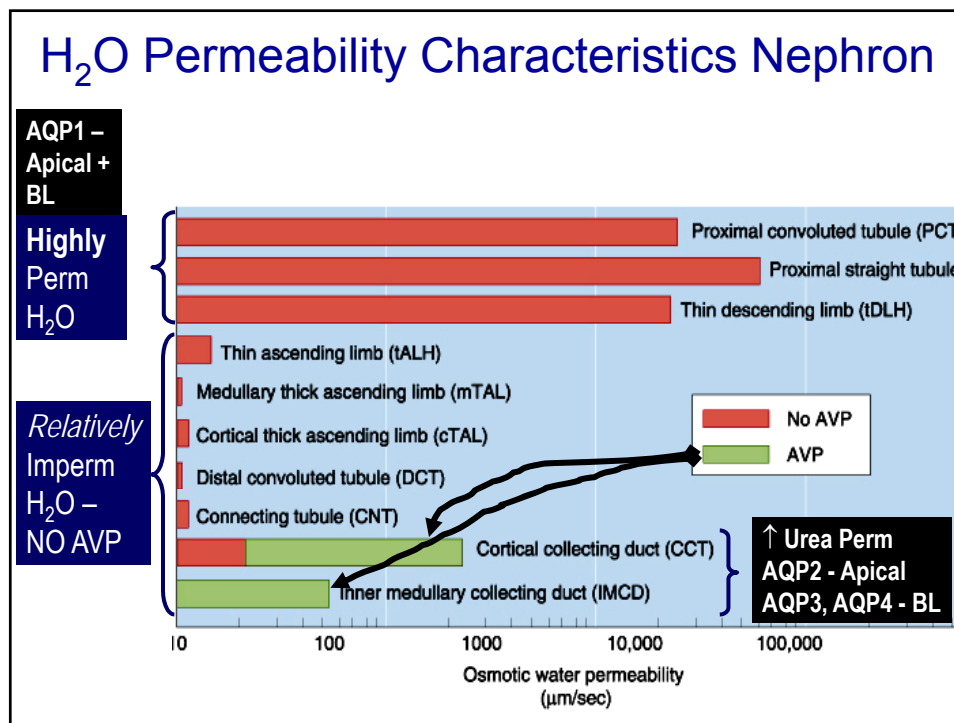 H₂O Permeability Characteristics Nephron
AQP1 –
Apical +
BL
Highly
Perm
H₂O
Proximal convoluted tubule (PCT
Proximal straight tubule
Thin descending limb (tDLH)
Thin ascending limb (tALH)
Medullary thick ascending limb (mTAL)
Cortical thick ascending limb (cTAL)
Distal convoluted tubule (DCT)
Connecting tubule (CNT)
Cortical collecting duct (CCT)
Inner medullary collecting duct (IMCD)
Relatively
Imperm
H₂O –
NO AVP
No AVP
AVP
↑ Urea Perm
AQP2 - Apical
AQP3, AQP4 - BL
10 100 1000 10,000 100,000
Osmotic water permeability
(μm/sec)